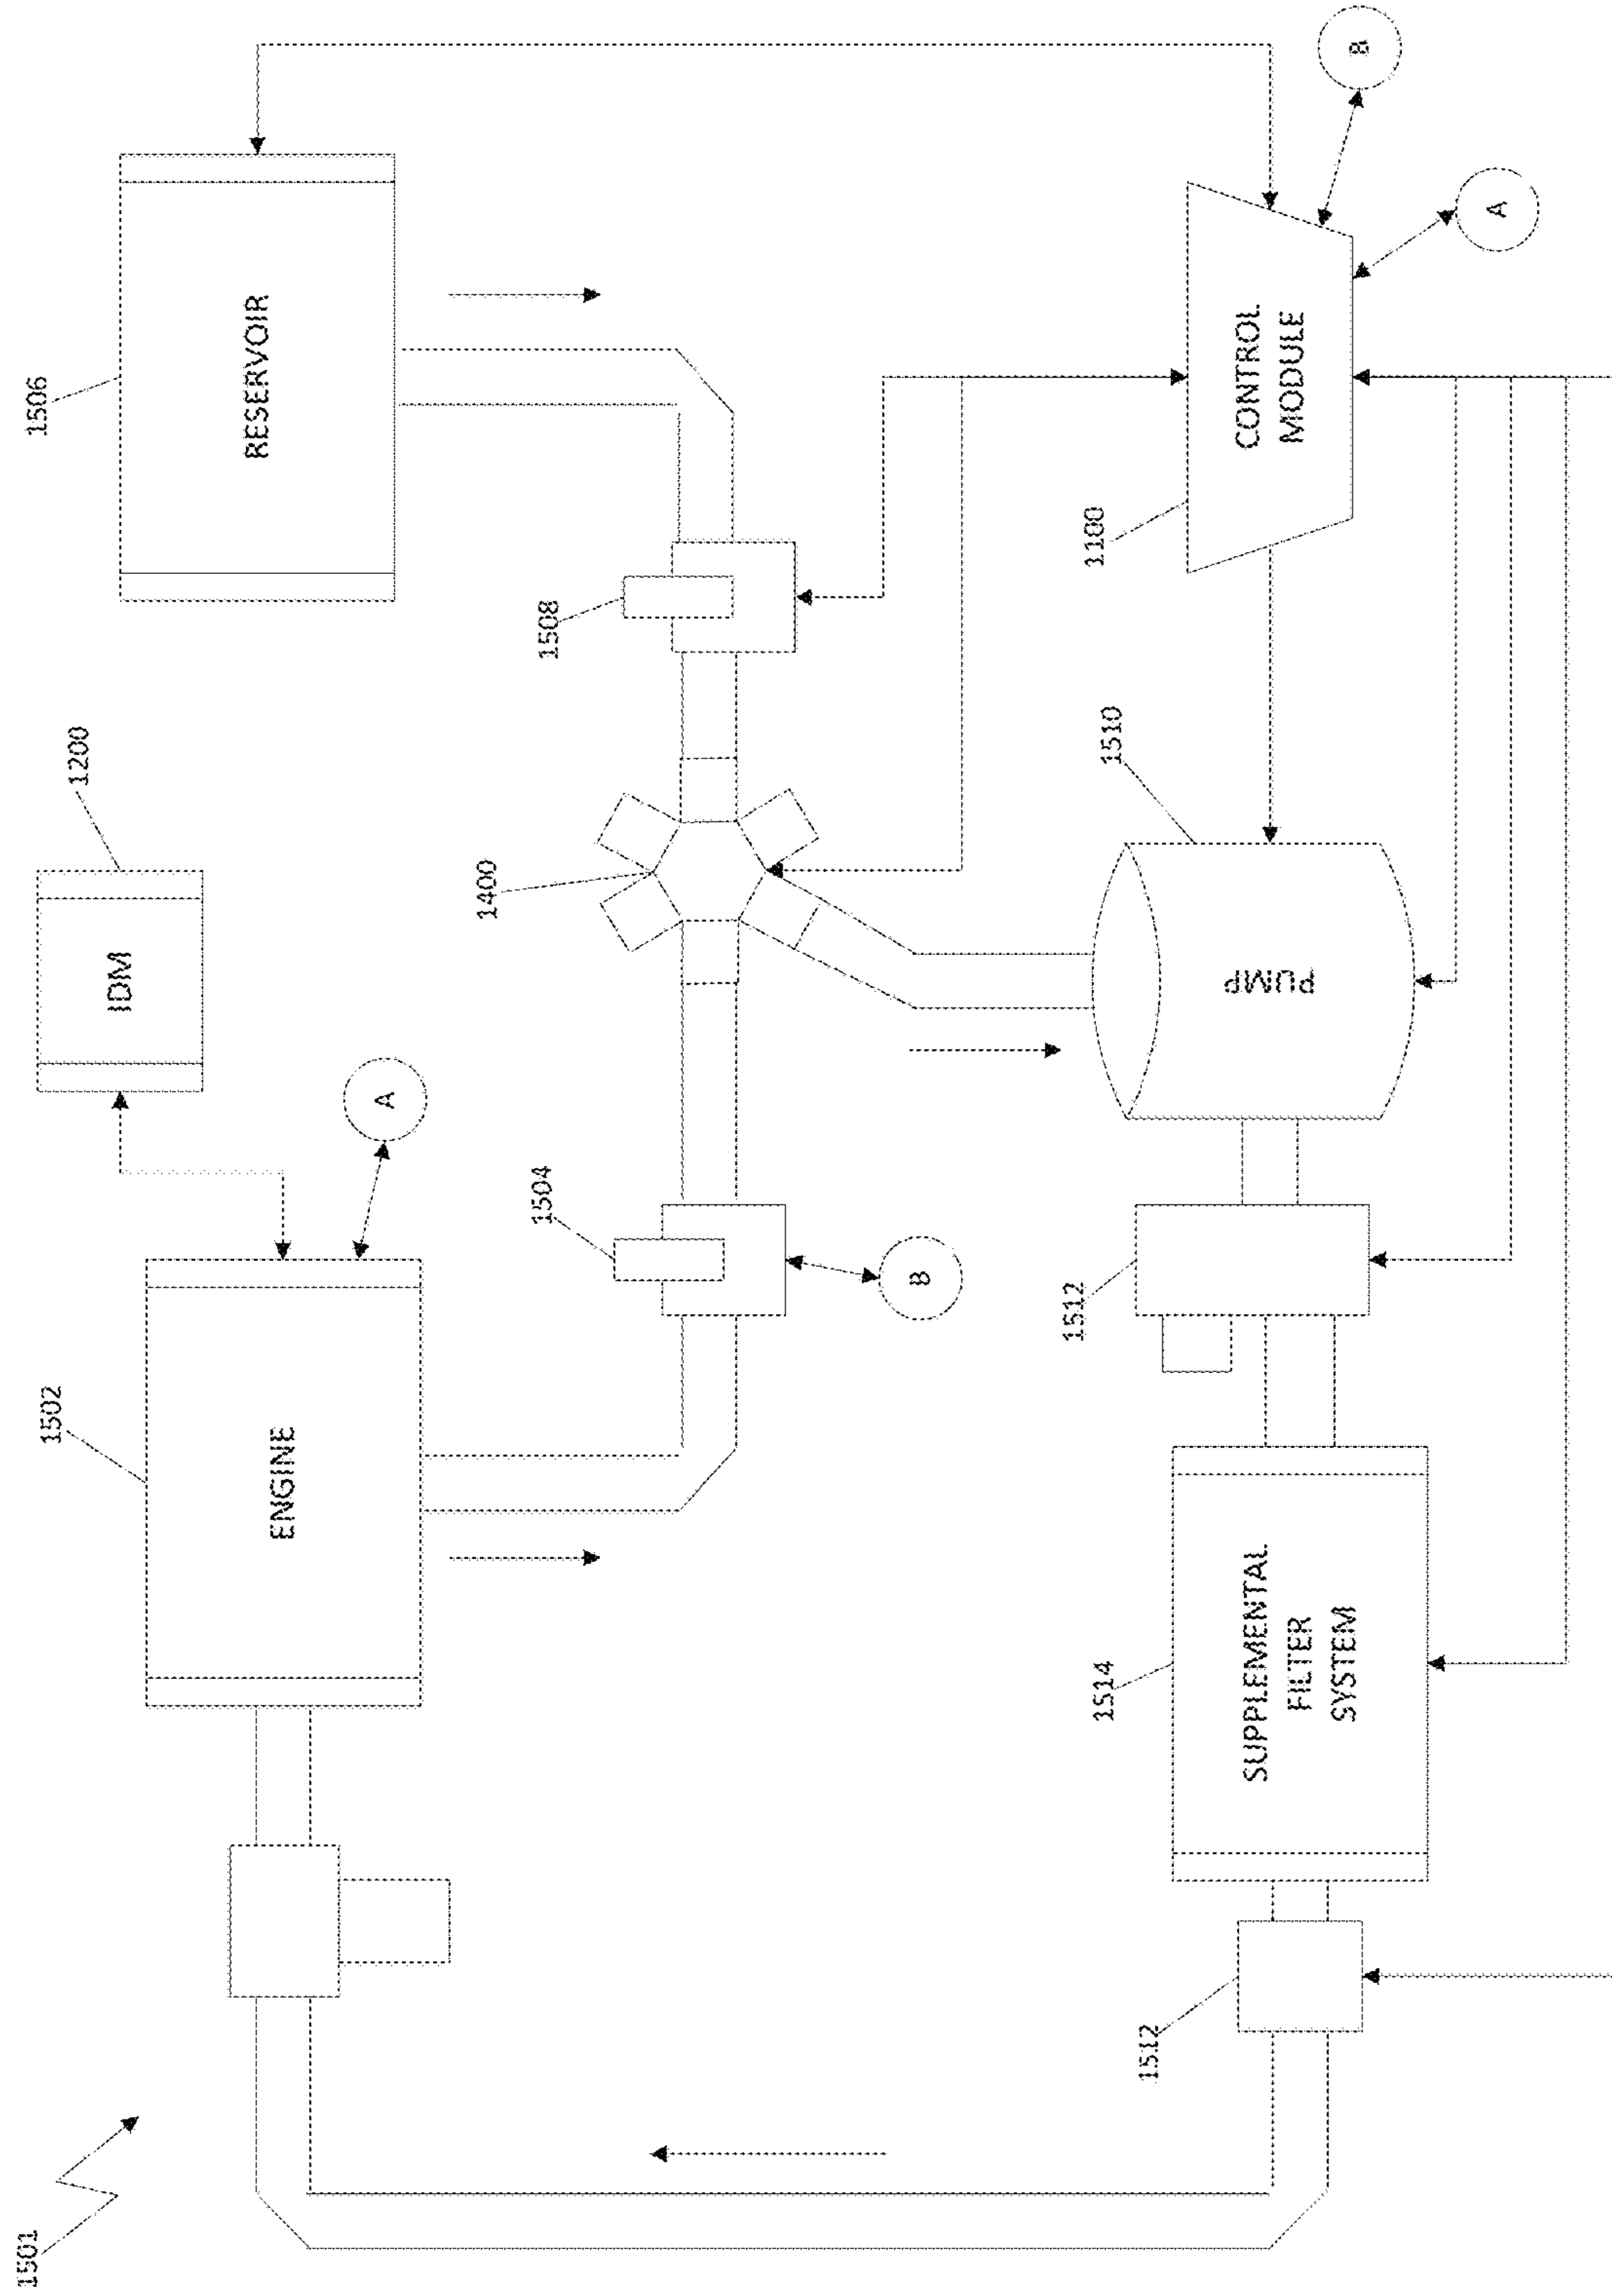 1501
1502
1200
1506
IDM
ENGINE
RESERVOIR
A
1400
1504
1508
B
1512
1514
1512
1510
1100
SUPPLEMENTAL
FILTER
SYSTEM
PUMP
CONTROL
MODULE
B
A